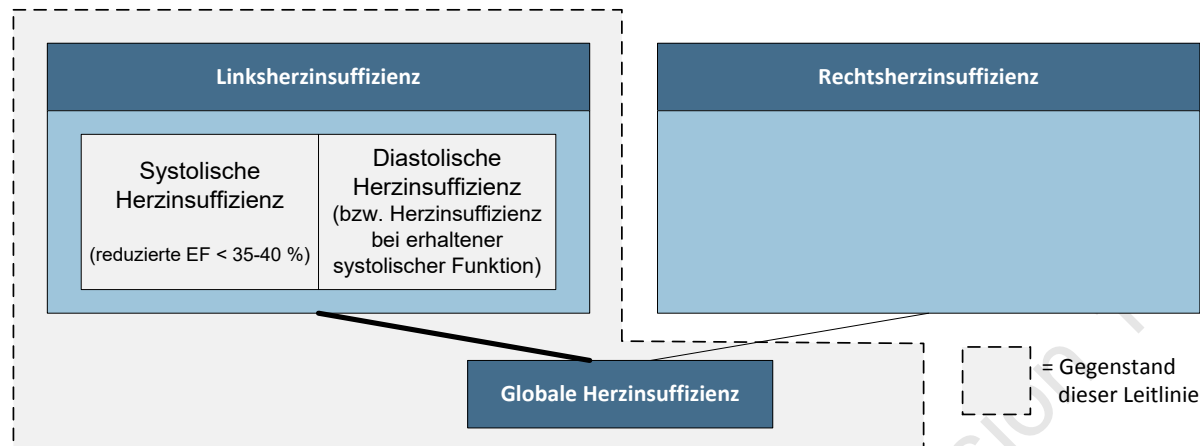 Linksherzinsuffizienz
Rechtsherzinsuffizienz
Systolische
Herzinsuffizienz
(reduzierte EF < 35-40 %)
Diastolische
Herzinsuffizienz
(bzw. Herzinsuffizienz
bei erhaltener
systolischer Funktion)
Globale Herzinsuffizienz
= Gegenstand
dieser Leitlinie